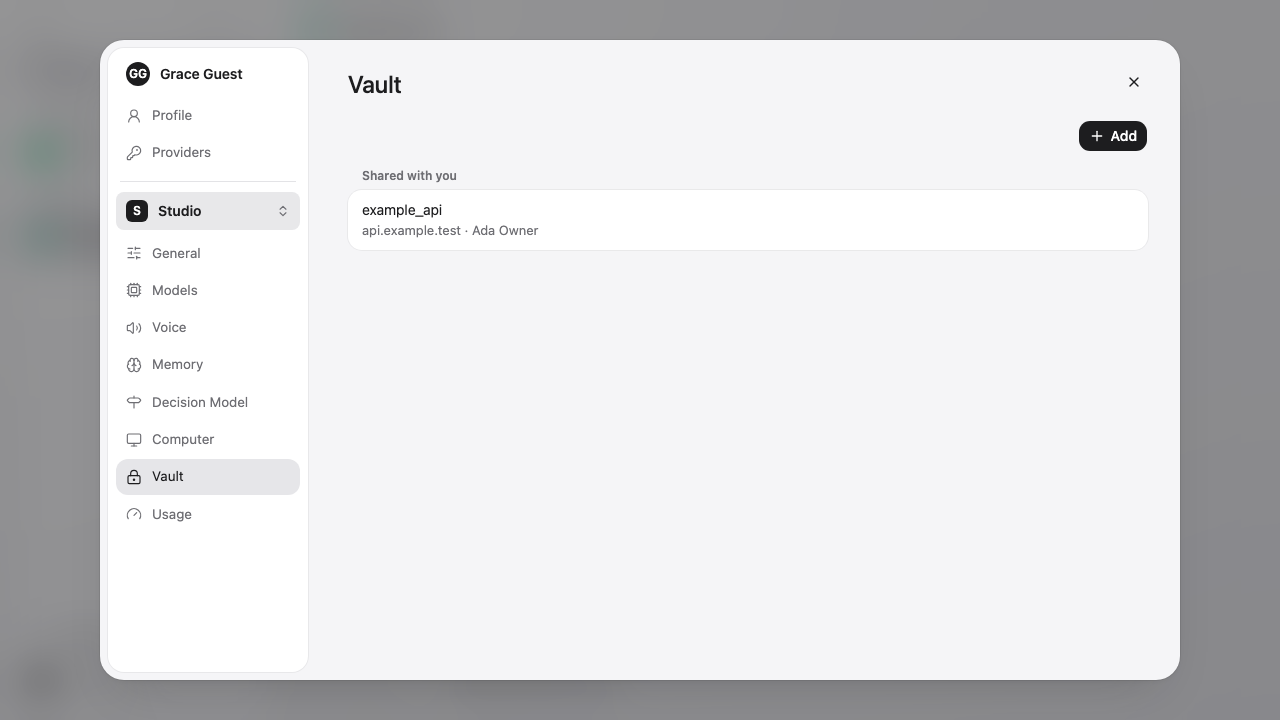 GG Grace Guest
Profile
Providers
S Studio
General
Models
Voice
Memory
Decision Model
Computer
Vault
Usage
Vault
Add
Shared with you
example_api
api.example.test · Ada Owner